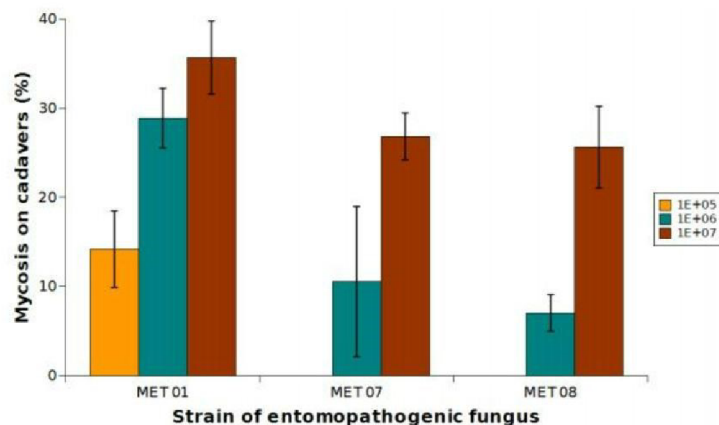 Mycosis on cadavers (%)
40
30
20
10
0
MET 01 MET 07 MET 08
Strain of entomopathogenic fungus
1E+05
1E+06
1E+07